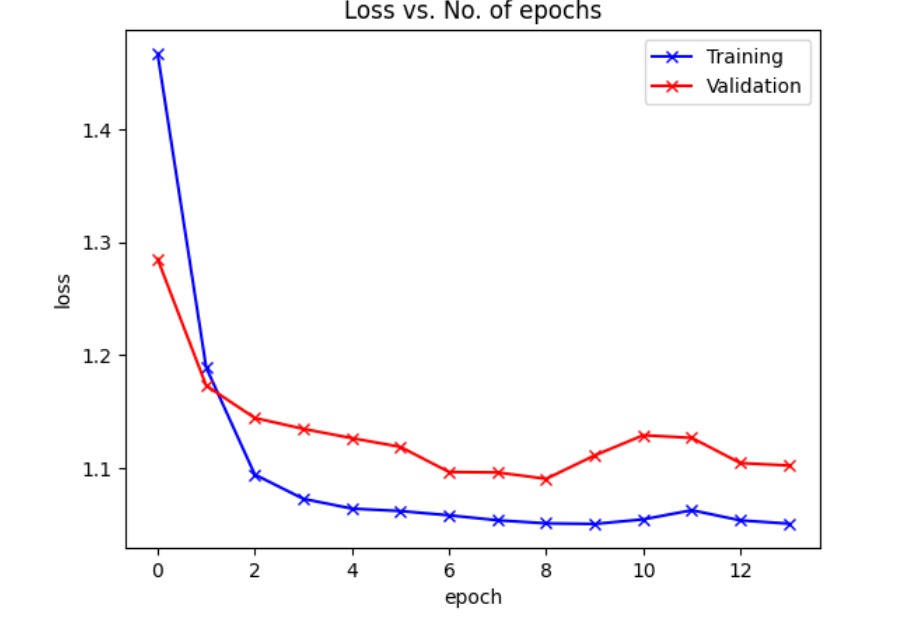 Loss vs. No. of epochs
Training
Validation
1.4
1.3
1.2
1.1
loss
0 2 4 6 8 10 12
epoch